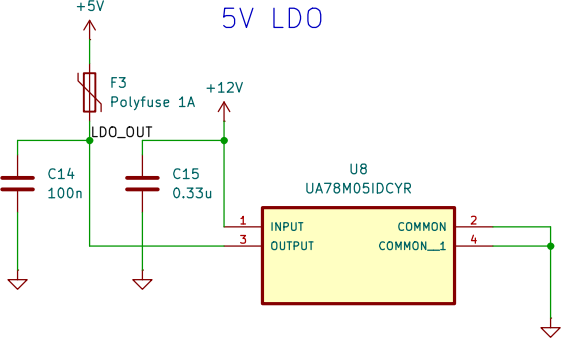 +5V
5V LDO
F3
Polyfuse 1A
+12V
LDO_OUT
C14
100n
C15
0.33u
U8
UA78M05IDCYR
1
INPUT
COMMON
2
3
OUTPUT
COMMON__1
4